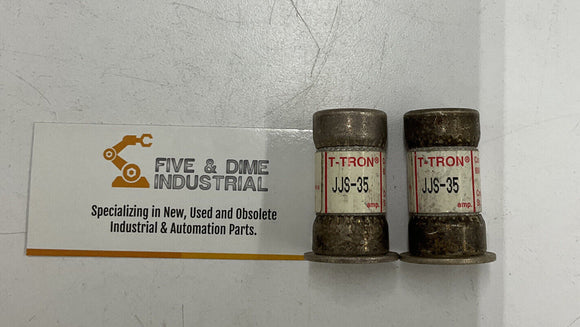 FIVE & DIME
INDUSTRIAL
Specializing in New, Used and Obsolete
Industrial & Automation Parts.
T-TRON®
JJS-35
amp.
T-TRON®
JJS-35
amp.